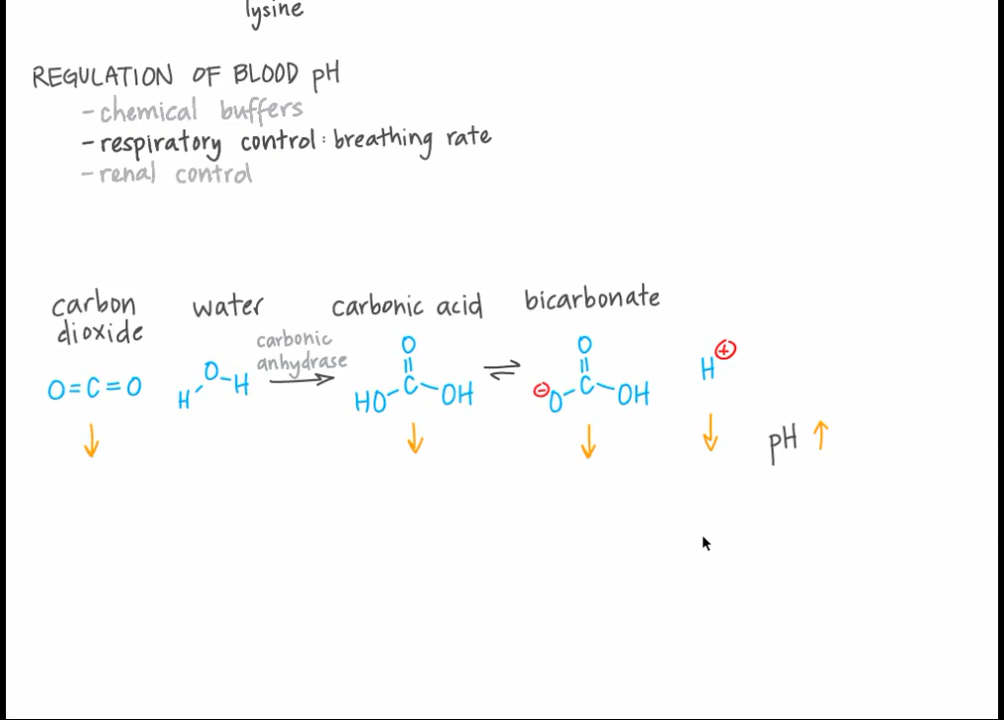 lysine
REGULATION OF BLOOD pH
- chemical buffers
- respiratory control: breathing rate
- renal control
carbon dioxide
water
carbonic acid
bicarbonate
carbonic anhydrase
O=C=O
H-O-H
O
HO-C-OH
⇌
O
⊖O-C-OH
H⊕
↓
↓
↓
↓
pH ↑